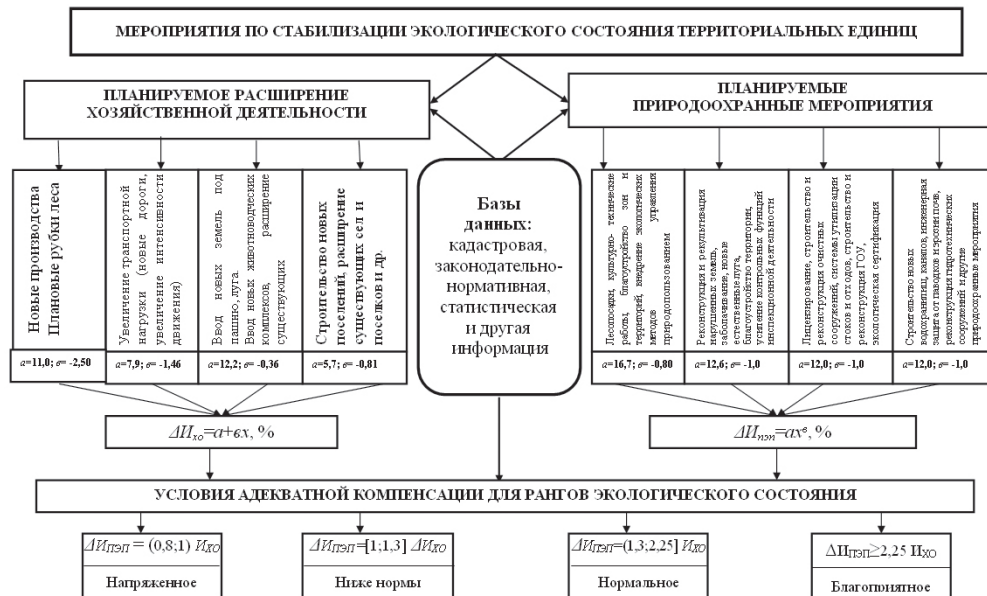 МЕРОПРИЯТИЯ ПО СТАБИЛИЗАЦИИ ЭКОЛОГИЧЕСКОГО СОСТОЯНИЯ ТЕРРИТОРИАЛЬНЫХ ЕДИНИЦ
ПЛАНИРУЕМОЕ РАСШИРЕНИЕ
ХОЗЯЙСТВЕННОЙ ДЕЯТЕЛЬНОСТИ
ПЛАНИРУЕМЫЕ
ПРИРОДООХРАННЫЕ МЕРОПРИЯТИЯ
Новые производства
Плановые рубки леса
Увеличение транспортной
нагрузки (новые дороги,
увеличение интенсивности
движения)
Ввод новых земель под
пашню, луга.
Ввод новых животноводческих
комплексов, расширение
существующих
Строительство новых
поселений, расширение
существующих сел и
поселков и др.
Базы
данных:
кадастровая,
законодательно-
нормативная,
статистическая
и другая
информация
Лесопосадки, культурно- технические
работы, благоустройство зон и
территорий, внедрение экологических
методов управления
природопользованием
Реконструкция и рекультивация
нарушенных земель,
заболачивание, новые
естественные луга,
благоустройство территории,
усиление контрольных функций
инспекционной деятельности
Лицензирование, строительство и
реконструкция очистных
сооружений, системы утилизации
стоков и отходов, строительство и
реконструкция ГОУ,
экологическая сертификация
Строительство новых
водохранилищ, каналов, инженерная
защита от паводков и эрозии почв,
реконструкция гидротехнических
сооружений и другие
природоохранные мероприятия
а=11,0; в= -2,50
а=7,9; в= -1,46
а=12,2; в= -0,36
а=5,7; в= -0,81
а=16,7; в= -0,80
а=12,6; в= -1,0
а=12,0; в= -1,0
а=12,0; в= -1,0
ΔИхо=а+вх, %
ΔИпэп=ахв, %
УСЛОВИЯ АДЕКВАТНОЙ КОМПЕНСАЦИИ ДЛЯ РАНГОВ ЭКОЛОГИЧЕСКОГО СОСТОЯНИЯ
ΔИПЭП = (0,8;1) ИХО
Напряженное
ΔИПЭП=[1;1,3] ΔИХО
Ниже нормы
ΔИПЭП=(1,3;2,25] ИХО
Нормальное
ΔИПЭП≥2,25 ИХО
Благоприятное